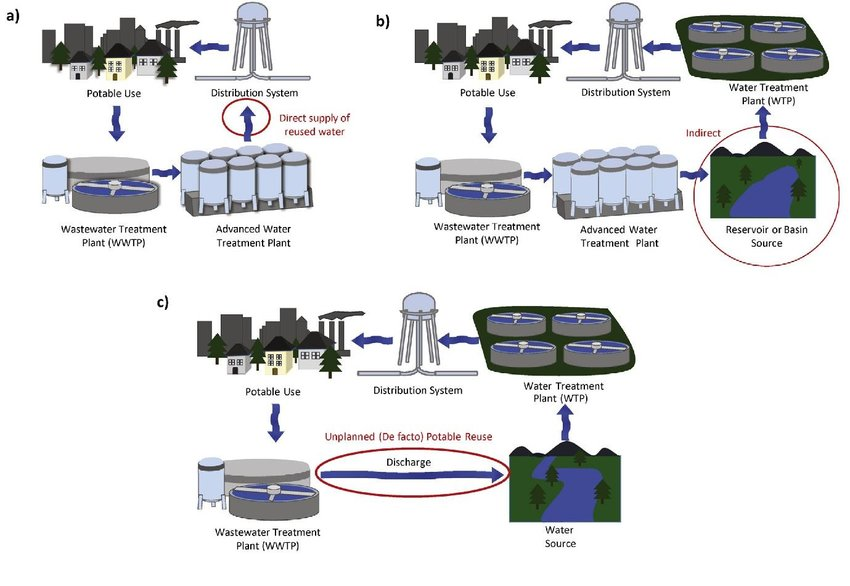 a)
Potable Use
Distribution System
Direct supply of
reused water
Wastewater Treatment
Plant (WWTP)
Advanced Water
Treatment Plant
b)
Potable Use
Distribution System
Water Treatment
Plant (WTP)
Indirect
Wastewater Treatment
Plant (WWTP)
Advanced Water
Treatment Plant
Reservoir or Basin
Source
c)
Potable Use
Distribution System
Water Treatment
Plant (WTP)
Unplanned (De facto) Potable Reuse
Discharge
Wastewater Treatment
Plant (WWTP)
Water
Source